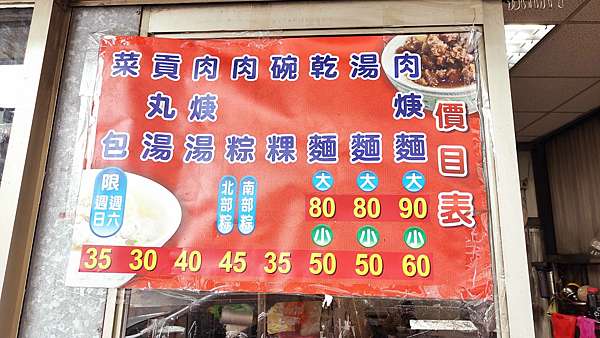 價目表
肉焿麵
大 90
小 60
湯麵
大 80
小 50
乾麵
大 80
小 50
碗粿
35
肉粽
南部粽
北部粽
45
肉焿湯
40
貢丸湯
30
菜包
限週六
週日
35